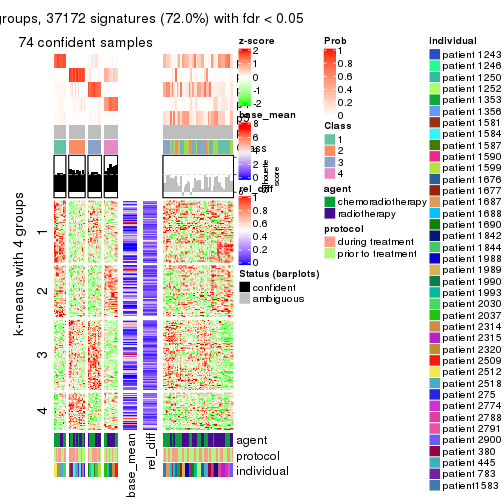 groups, 37172 signatures (72.0%) with fdr < 0.05
74 confident samples
k-means with 4 groups
1
2
3
4
base_mean
rel_diff
agent
protocol
individual
z-score
2
1
0
-1
-2
base_mean
8
6
4
2
0
rel_diff
1
0.8
0.6
0.4
0.2
0
silhouette
score
Status (barplots)
confident
ambiguous
Prob
1
0.8
0.6
0.4
0.2
0
Class
1
2
3
4
agent
chemoradiotherapy
radiotherapy
protocol
during treatment
prior to treatment
individual
patient 1243
patient 1246
patient 1250
patient 1252
patient 1353
patient 1356
patient 1581
patient 1584
patient 1587
patient 1590
patient 1599
patient 1676
patient 1677
patient 1687
patient 1688
patient 1690
patient 1842
patient 1844
patient 1988
patient 1989
patient 1990
patient 1993
patient 2030
patient 2037
patient 2314
patient 2315
patient 2320
patient 2509
patient 2512
patient 2518
patient 275
patient 2774
patient 2788
patient 2791
patient 2900
patient 380
patient 445
patient 783
patient1583